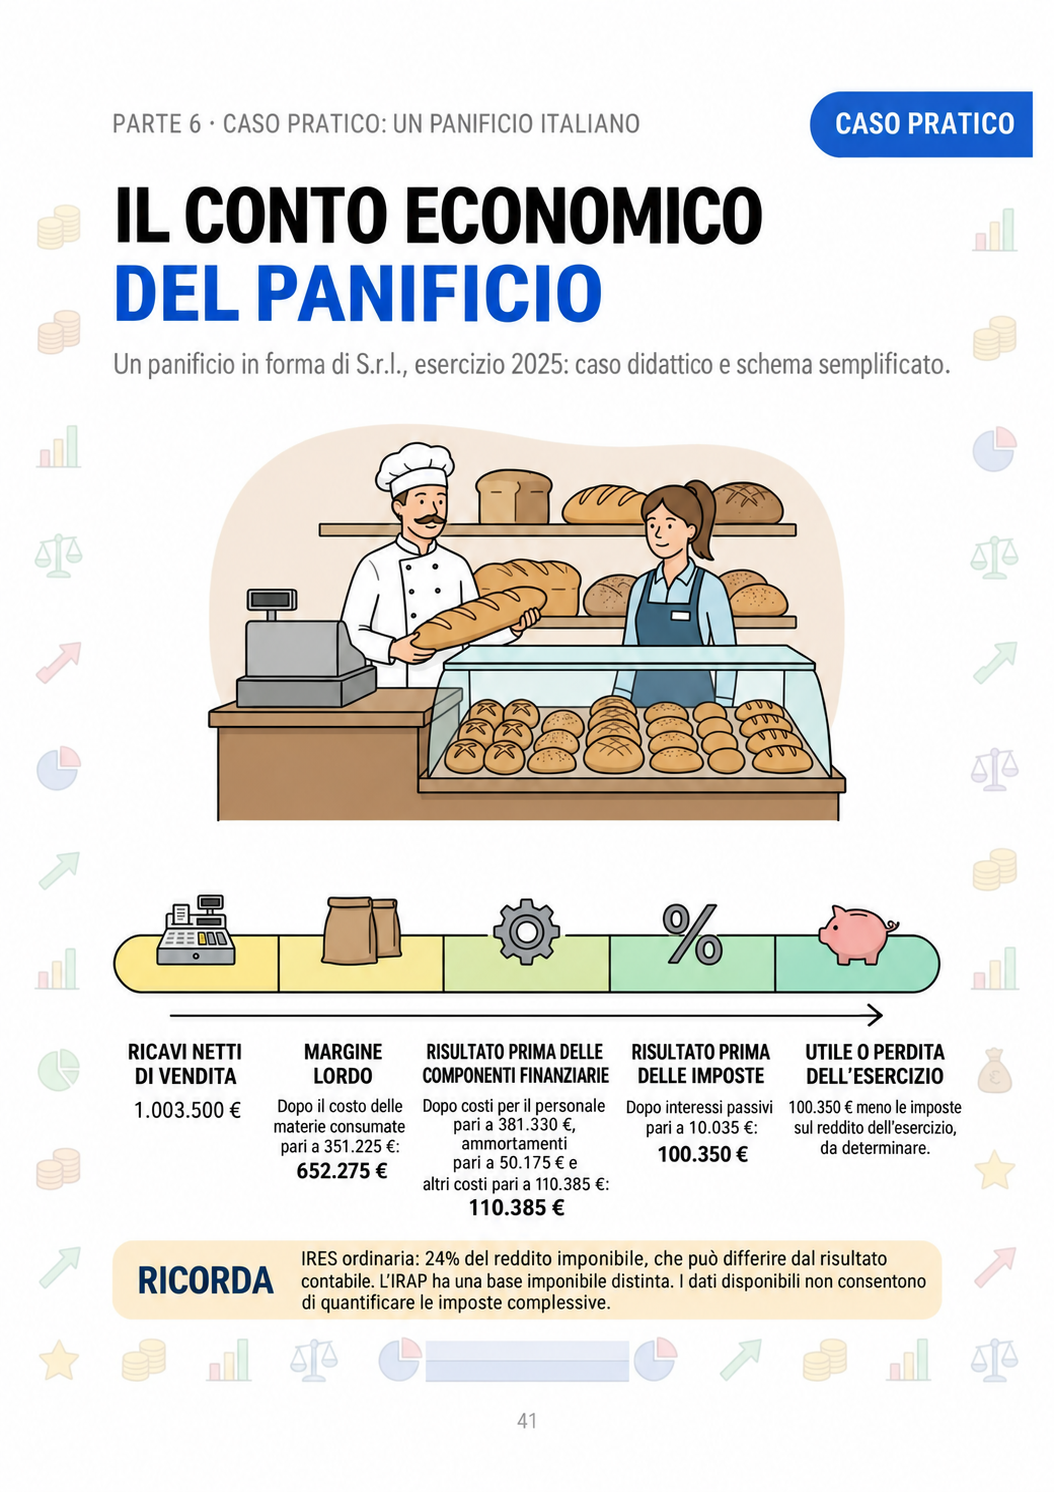 PARTE 6 · CASO PRATICO: UN PANIFICIO ITALIANO
CASO PRATICO
IL CONTO ECONOMICO
DEL PANIFICIO
Un panificio in forma di S.r.l., esercizio 2025: caso didattico e schema semplificato.
RICAVI NETTI
DI VENDITA
1.003.500 €
MARGINE
LORDO
Dopo il costo delle
materie consumate
pari a 351.225 €:
652.275 €
RISULTATO PRIMA DELLE
COMPONENTI FINANZIARIE
Dopo costi per il personale
pari a 381.330 €,
ammortamenti
pari a 50.175 € e
altri costi pari a 110.385 €:
110.385 €
RISULTATO PRIMA
DELLE IMPOSTE
Dopo interessi passivi
pari a 10.035 €:
100.350 €
UTILE O PERDITA
DELL'ESERCIZIO
100.350 € meno le imposte
sul reddito dell'esercizio,
da determinare.
RICORDA
IRES ordinaria: 24% del reddito imponibile, che può differire dal risultato
contabile. L'IRAP ha una base imponibile distinta. I dati disponibili non consentono
di quantificare le imposte complessive.
41